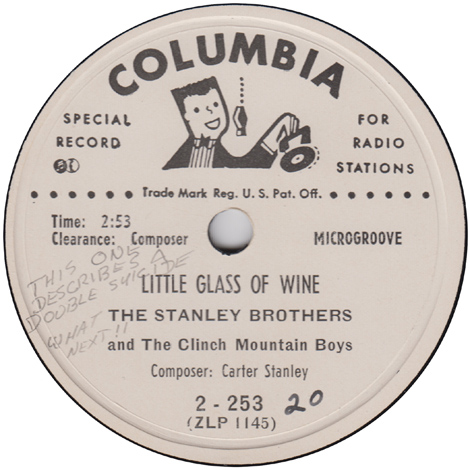 COLUMBIA
SPECIAL RECORD
FOR RADIO STATIONS
Trade Mark Reg. U. S. Pat. Off.
Time: 2:53
Clearance: Composer
MICROGROOVE
THIS ONE
DESCRIBES A
DOUBLE SUICIDE
WHAT
NEXT!!
LITTLE GLASS OF WINE
THE STANLEY BROTHERS
and The Clinch Mountain Boys
Composer: Carter Stanley
2 - 253 20
(ZLP 1145)